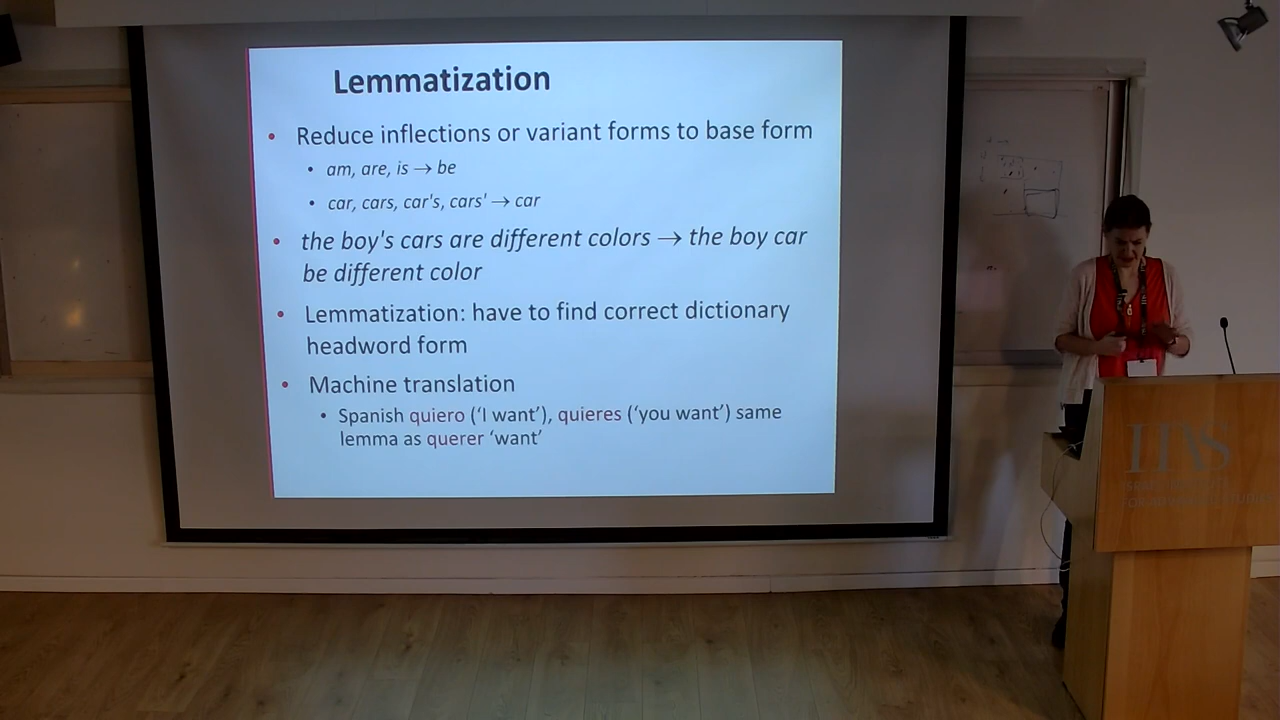 Lemmatization
• Reduce inflections or variant forms to base form
• am, are, is → be
• car, cars, car's, cars' → car
• the boy's cars are different colors → the boy car
be different color
• Lemmatization: have to find correct dictionary
headword form
• Machine translation
• Spanish quiero (‘I want’), quieres (‘you want’) same
lemma as querer ‘want’
IIAS